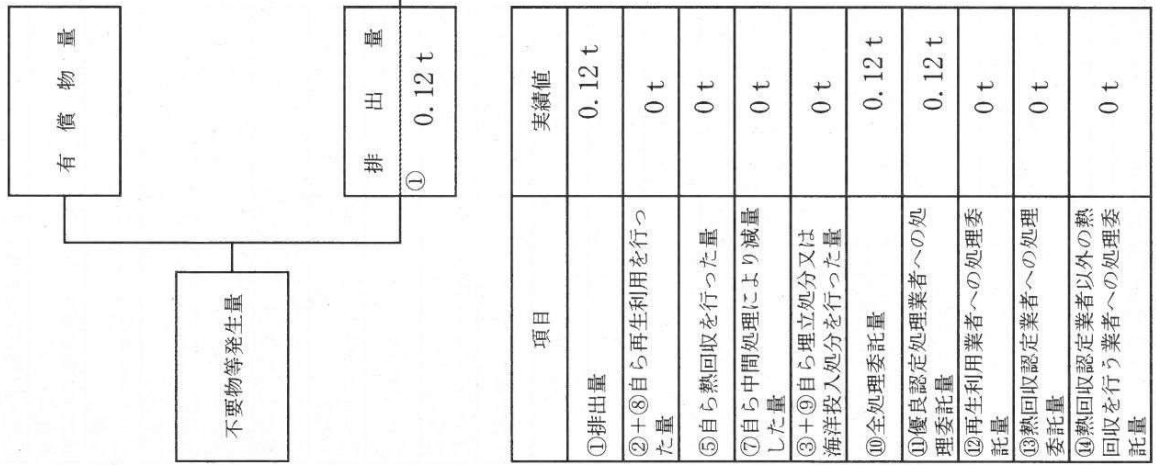 有償物量
不要物等発生量
排出量
① 0.12 t
項目 実績値
①排出量 0.12 t
②+⑧自ら再生利用を行っ
た量 0 t
⑤自ら熱回収を行った量 0 t
⑦自ら中間処理により減量
した量 0 t
③+⑨自ら埋立処分又は
海洋投入処分を行った量 0 t
⑩全処理委託量 0.12 t
⑪優良認定処理業者への処
理委託量 0.12 t
⑫再生利用業者への処理委
託量 0 t
⑬熱回収認定業者への処理
委託量 0 t
⑭熱回収認定業者以外の熱
回収を行う業者への処理委
託量 0 t